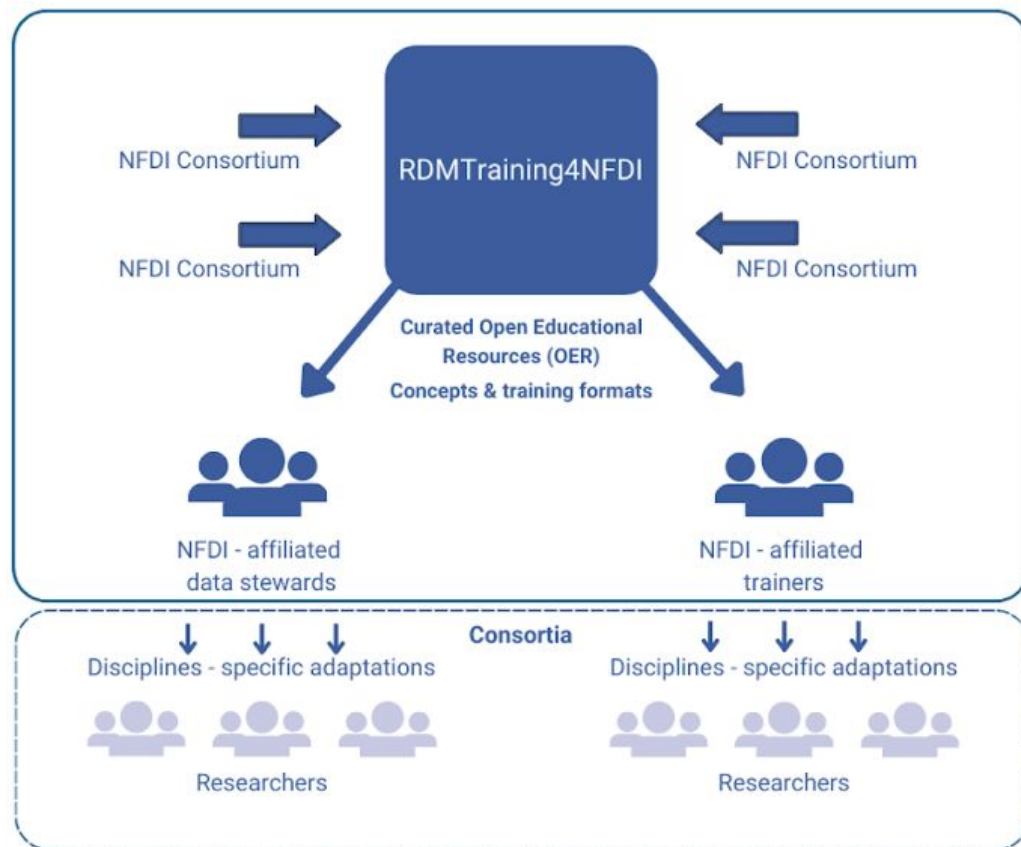 RDMTraining4NFDI
NFDI Consortium
NFDI Consortium
NFDI Consortium
NFDI Consortium
Curated Open Educational
Resources (OER)
Concepts & training formats
NFDI - affiliated
data stewards
NFDI - affiliated
trainers
Consortia
Disciplines - specific adaptations
Disciplines - specific adaptations
Researchers
Researchers